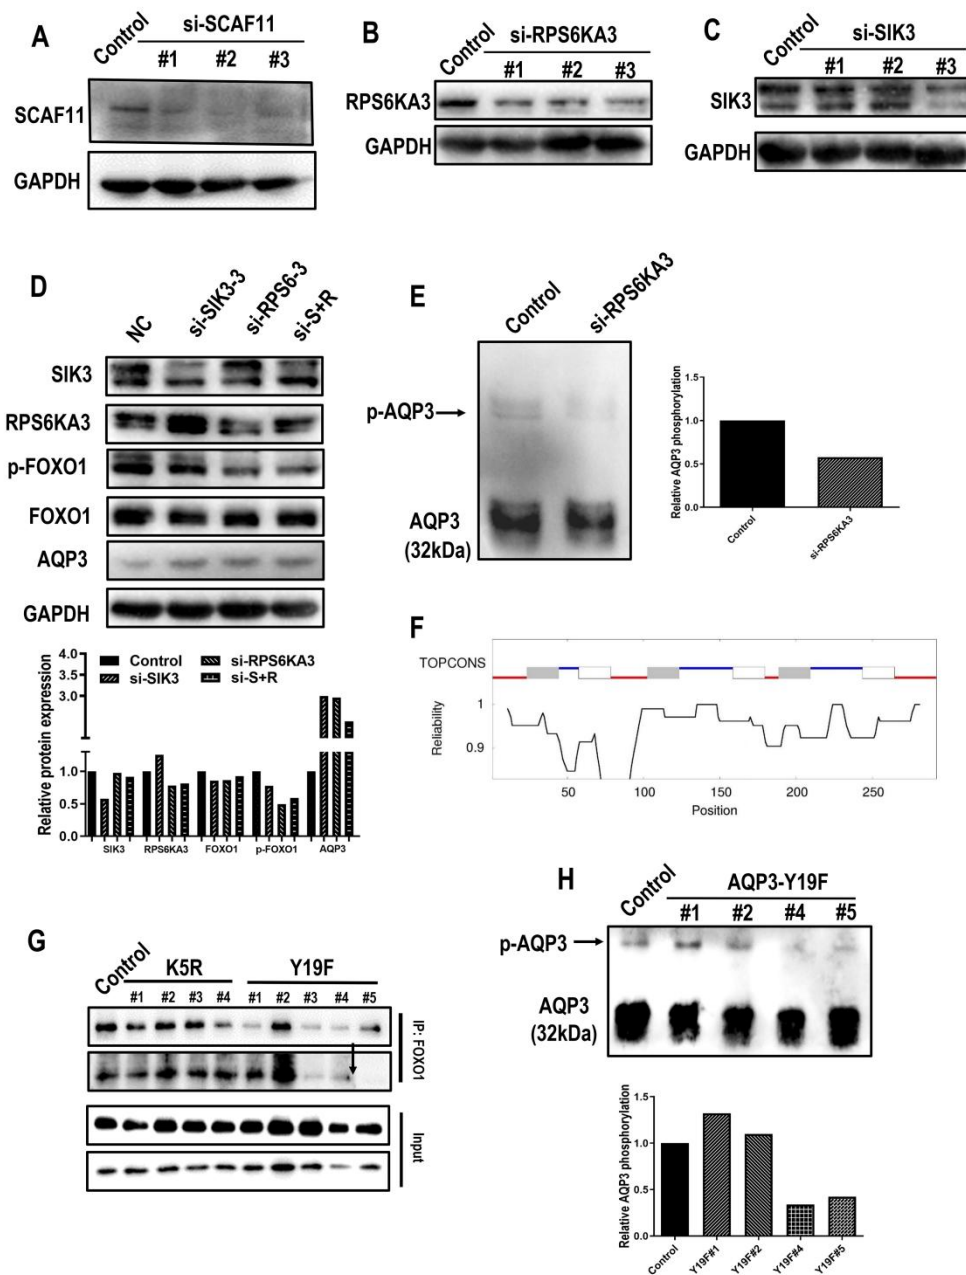 A
Control
si-SCAF11
#1 #2 #3
SCAF11
GAPDH
B
Control
si-RPS6KA3
#1 #2 #3
RPS6KA3
GAPDH
C
Control
si-SIK3
#1 #2 #3
SIK3
GAPDH
D
NC
si-SIK3-3
si-RPS6-3
si-S+R
SIK3
RPS6KA3
p-FOXO1
FOXO1
AQP3
GAPDH
Relative protein expression
4.0
3.5
3.0
1.0
0.5
0.0
Control
si-SIK3
si-RPS6KA3
si-S+R
SIK3 RPS6KA3 FOXO1 p-FOXO1 AQP3
E
Control
si-RPS6KA3
p-AQP3
AQP3
(32kDa)
Relative AQP3 phosphorylation
1.5
1.0
0.5
0.0
Control
si-RPS6KA3
F
TOPCONS
Reliability
1
0.9
50 100 150 200 250
Position
G
Control
K5R
Y19F
#1 #2 #3 #4 #1 #2 #3 #4 #5
IP: FOXO1
Input
H
Control
AQP3-Y19F
#1 #2 #4 #5
p-AQP3
AQP3
(32kDa)
Relative AQP3 phosphorylation
1.5
1.0
0.5
0.0
Control
Y19F#1
Y19F#2
Y19F#4
Y19F#5